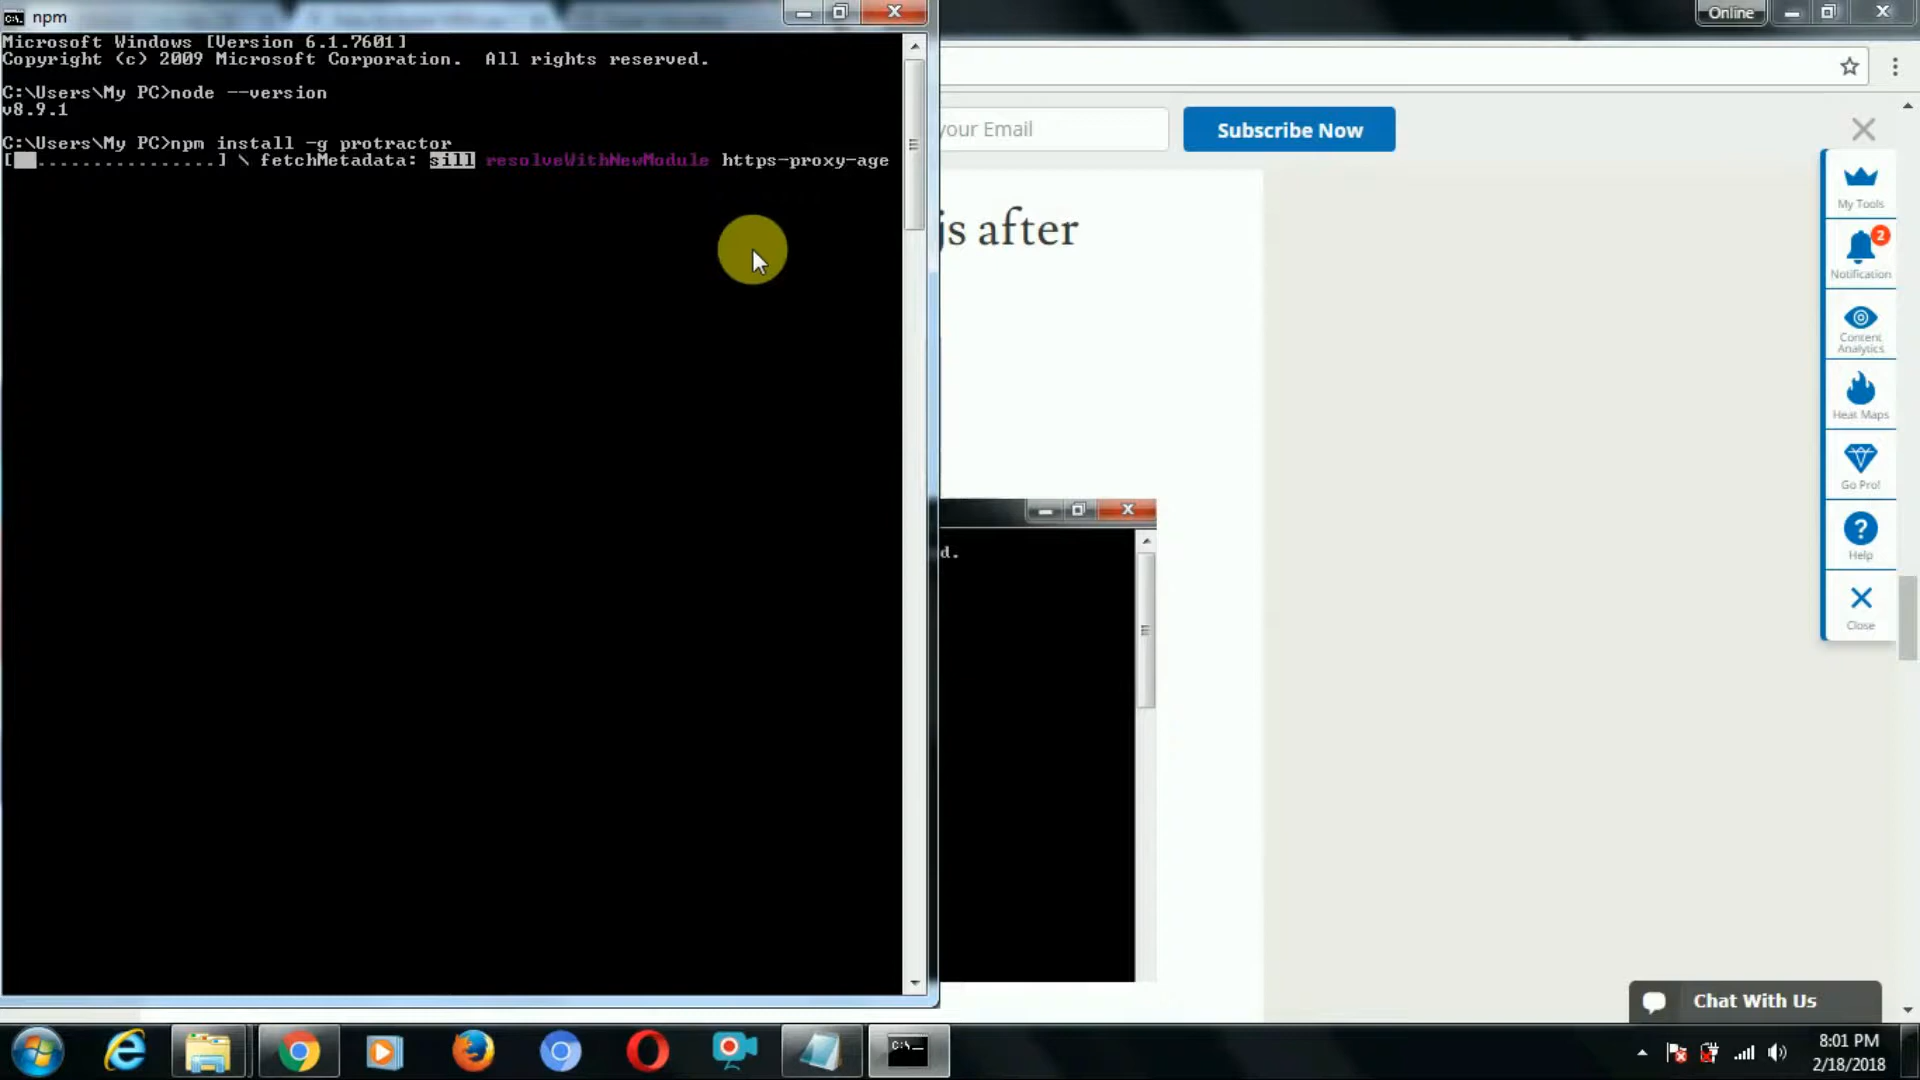 npm
Microsoft Windows [Version 6.1.7601]
Copyright (c) 2009 Microsoft Corporation.  All rights reserved.
C:\Users\My PC>node --version
v8.9.1
C:\Users\My PC>npm install -g protractor
[ ................] \ fetchMetadata: sill resolveWithNewModule https-proxy-age
Online
your Email
Subscribe Now
js after
d.
My Tools
2
Notification
Content
Analytics
Heat Maps
Go Pro!
?
Help
Close
Chat With Us
C:\_
8:01 PM
2/18/2018